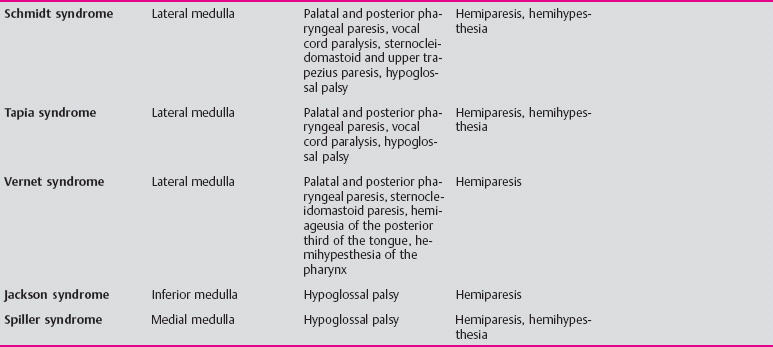 Schmidt syndrome Lateral medulla Palatal and posterior pha- Hemiparesis, hemihypes-
ryngeal paresis, vocal thesia
cord paralysis, sternoclei-
domastoid and upper tra-
pezius paresis, hypoglos-
sal palsy
Tapia syndrome Lateral medulla Palatal and posterior pha- Hemiparesis, hemihypes-
ryngeal paresis, vocal thesia
cord paralysis, hypoglos-
sal palsy
Vernet syndrome Lateral medulla Palatal and posterior pha- Hemiparesis
ryngeal paresis, sternocle-
idomastoid paresis, hemi-
ageusia of the posterior
third of the tongue, he-
mihypesthesia of the
pharynx
Jackson syndrome Inferior medulla Hypoglossal palsy Hemiparesis
Spiller syndrome Medial medulla Hypoglossal palsy Hemiparesis, hemihypes-
thesia